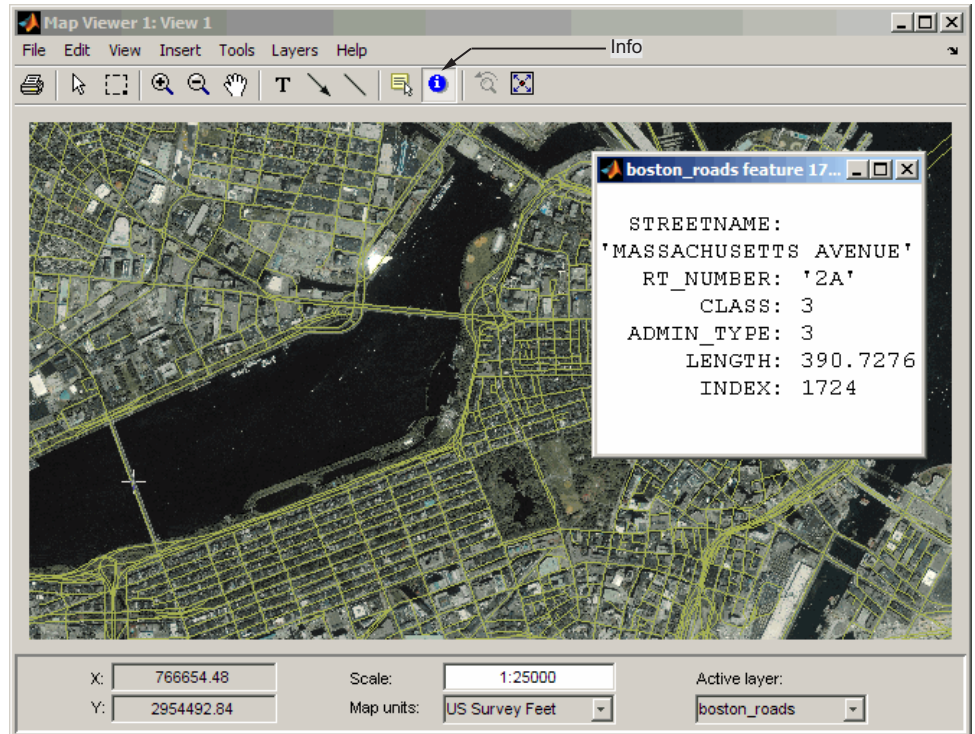 Map Viewer 1: View 1
File Edit View Insert Tools Layers Help
Info
T
boston_roads feature 17...
STREETNAME:
'MASSACHUSETTS AVENUE'
RT_NUMBER: '2A'
CLASS: 3
ADMIN_TYPE: 3
LENGTH: 390.7276
INDEX: 1724
X: 766654.48
Scale: 1:25000
Active layer:
Y: 2954492.84
Map units: US Survey Feet
boston_roads